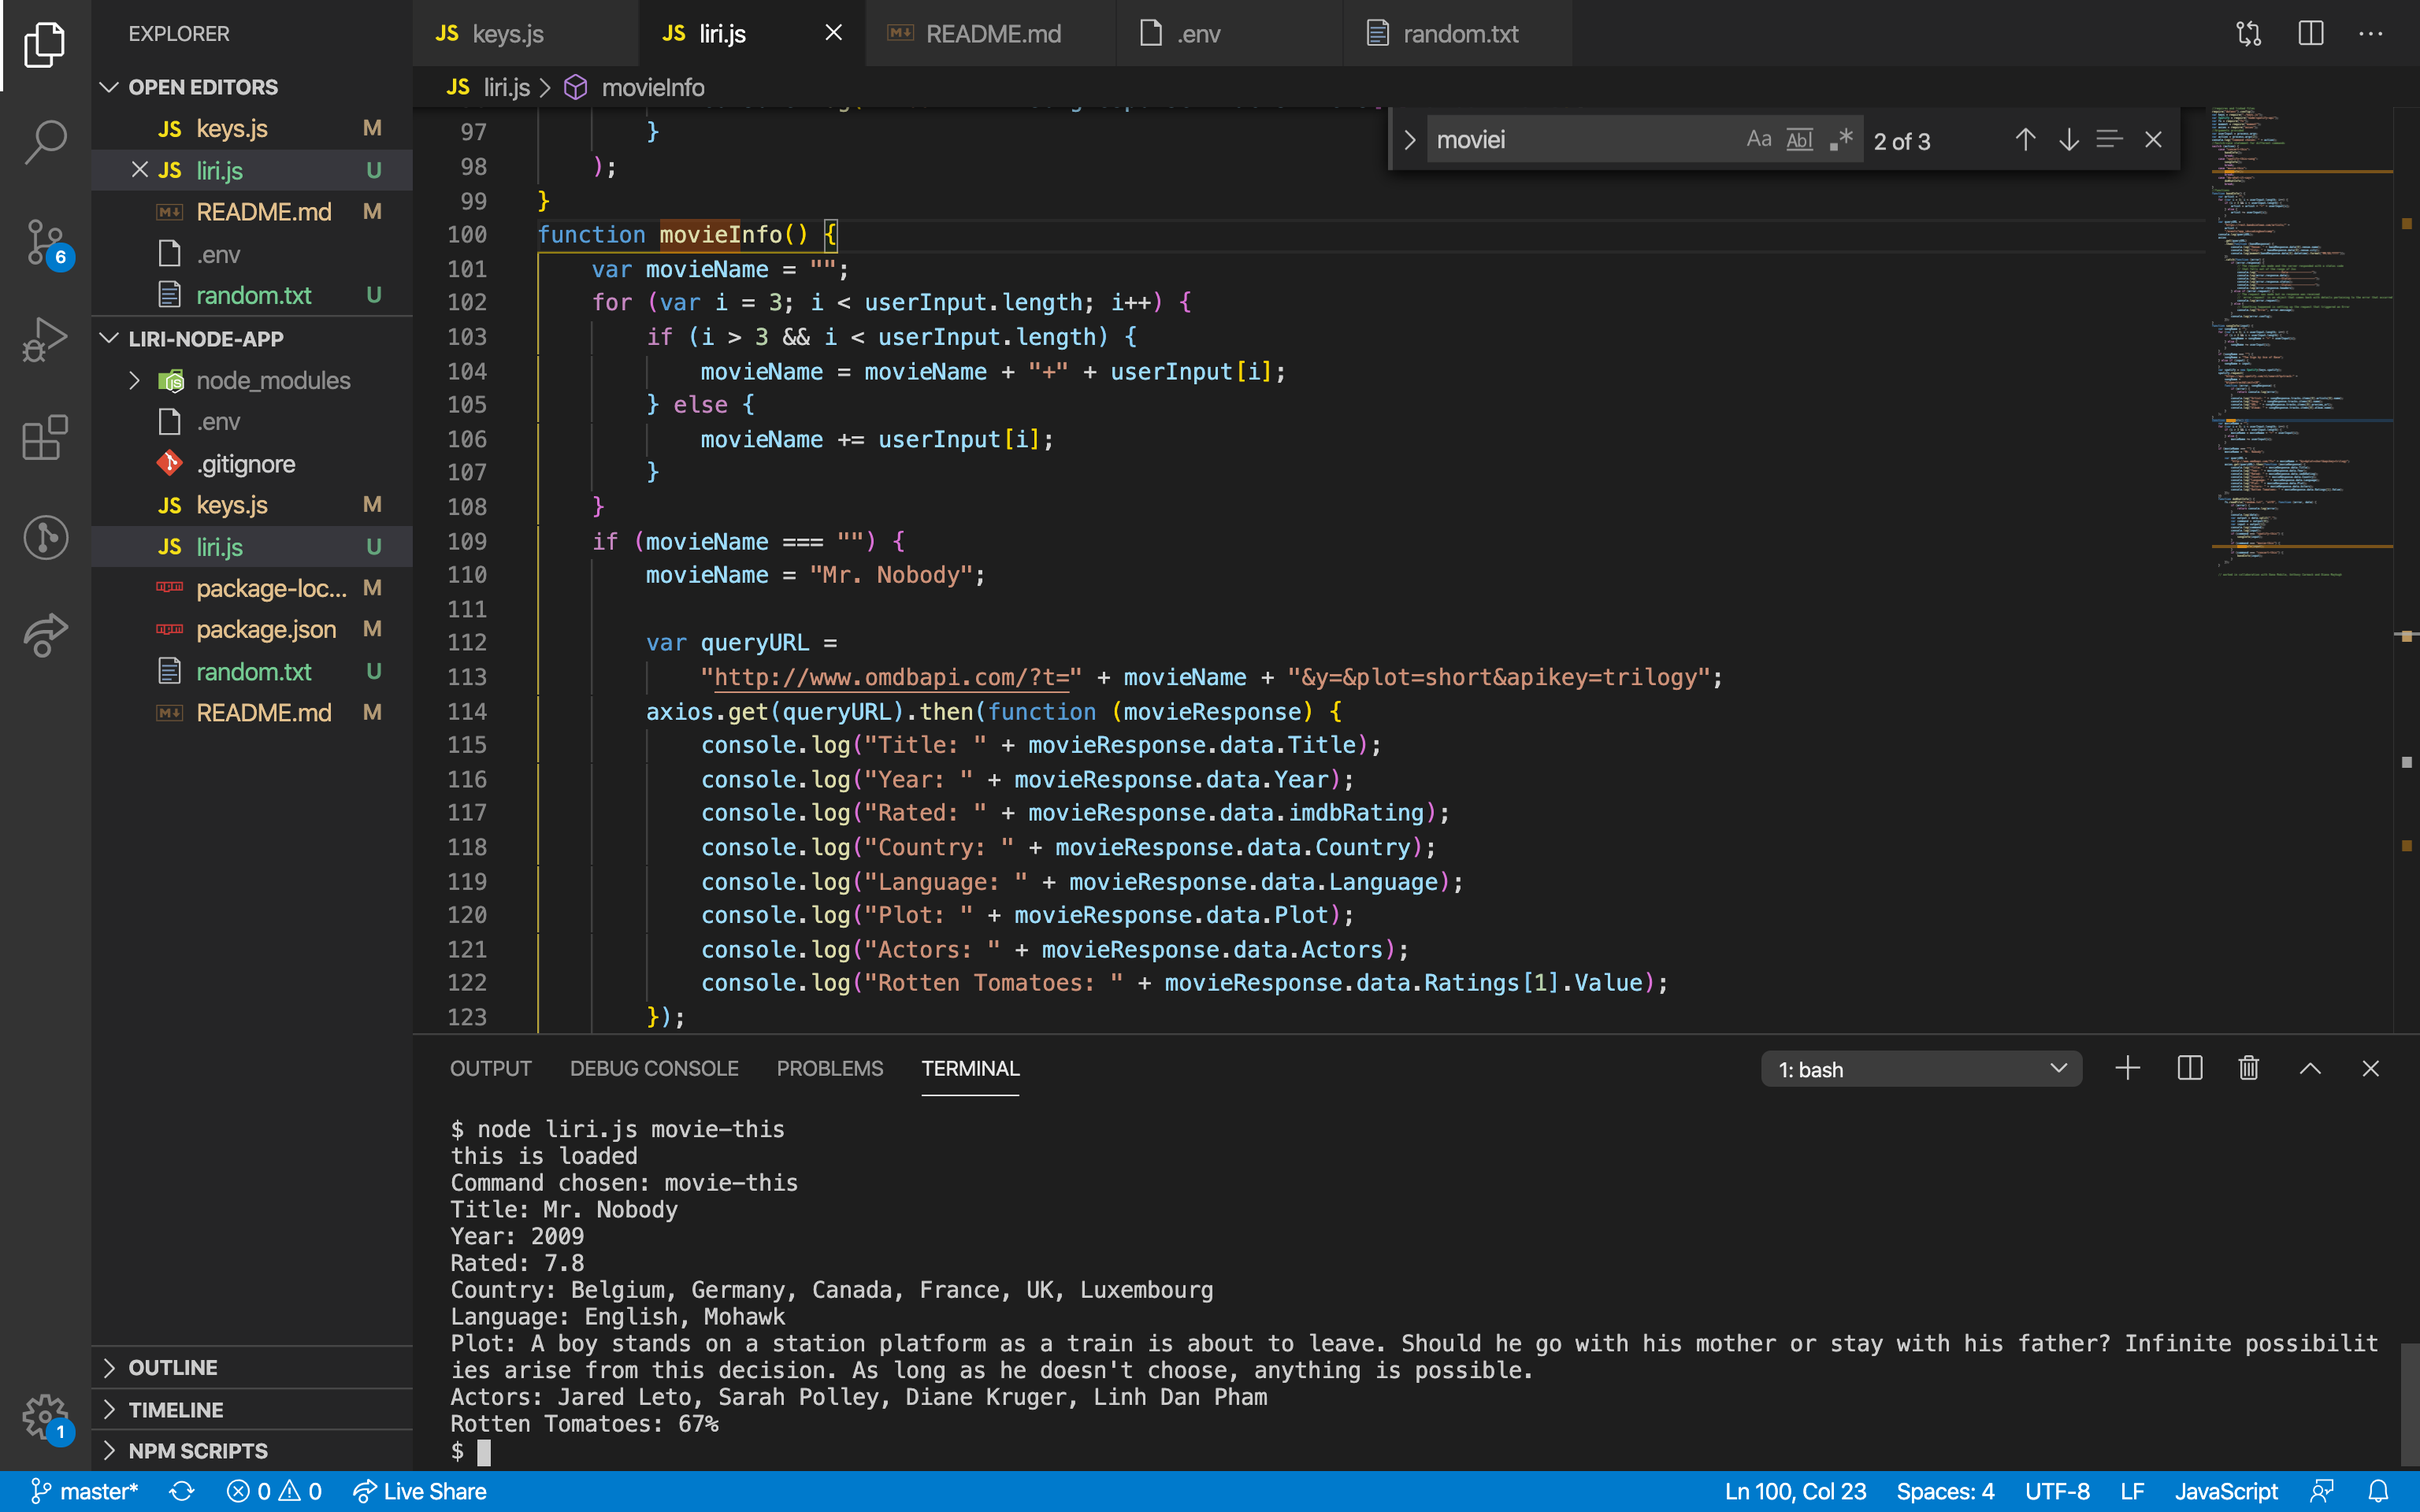 EXPLORER
OPEN EDITORS
JS keys.js M
JS liri.js U
README.md M
.env
random.txt U
LIRI-NODE-APP
node_modules
.env
.gitignore
JS keys.js M
JS liri.js U
package-loc... M
package.json M
random.txt U
README.md M
OUTLINE
TIMELINE
NPM SCRIPTS
6
1
JS keys.js
JS liri.js
README.md
.env
random.txt
JS liri.js > movieInfo
moviei
Aa Abl .* 2 of 3
97 }
98 );
99 }
100 function movieInfo() {
101 var movieName = "";
102 for (var i = 3; i < userInput.length; i++) {
103 if (i > 3 && i < userInput.length) {
104 movieName = movieName + "+" + userInput[i];
105 } else {
106 movieName += userInput[i];
107 }
108 }
109 if (movieName === "") {
110 movieName = "Mr. Nobody";
111
112 var queryURL =
113 "http://www.omdbapi.com/?t=" + movieName + "&y=&plot=short&apikey=trilogy";
114 axios.get(queryURL).then(function (movieResponse) {
115 console.log("Title: " + movieResponse.data.Title);
116 console.log("Year: " + movieResponse.data.Year);
117 console.log("Rated: " + movieResponse.data.imdbRating);
118 console.log("Country: " + movieResponse.data.Country);
119 console.log("Language: " + movieResponse.data.Language);
120 console.log("Plot: " + movieResponse.data.Plot);
121 console.log("Actors: " + movieResponse.data.Actors);
122 console.log("Rotten Tomatoes: " + movieResponse.data.Ratings[1].Value);
123 });
OUTPUT DEBUG CONSOLE PROBLEMS TERMINAL
1: bash
$ node liri.js movie-this
this is loaded
Command chosen: movie-this
Title: Mr. Nobody
Year: 2009
Rated: 7.8
Country: Belgium, Germany, Canada, France, UK, Luxembourg
Language: English, Mohawk
Plot: A boy stands on a station platform as a train is about to leave. Should he go with his mother or stay with his father? Infinite possibilit
ies arise from this decision. As long as he doesn't choose, anything is possible.
Actors: Jared Leto, Sarah Polley, Diane Kruger, Linh Dan Pham
Rotten Tomatoes: 67%
$
master* 0 0 Live Share
Ln 100, Col 23 Spaces: 4 UTF-8 LF JavaScript